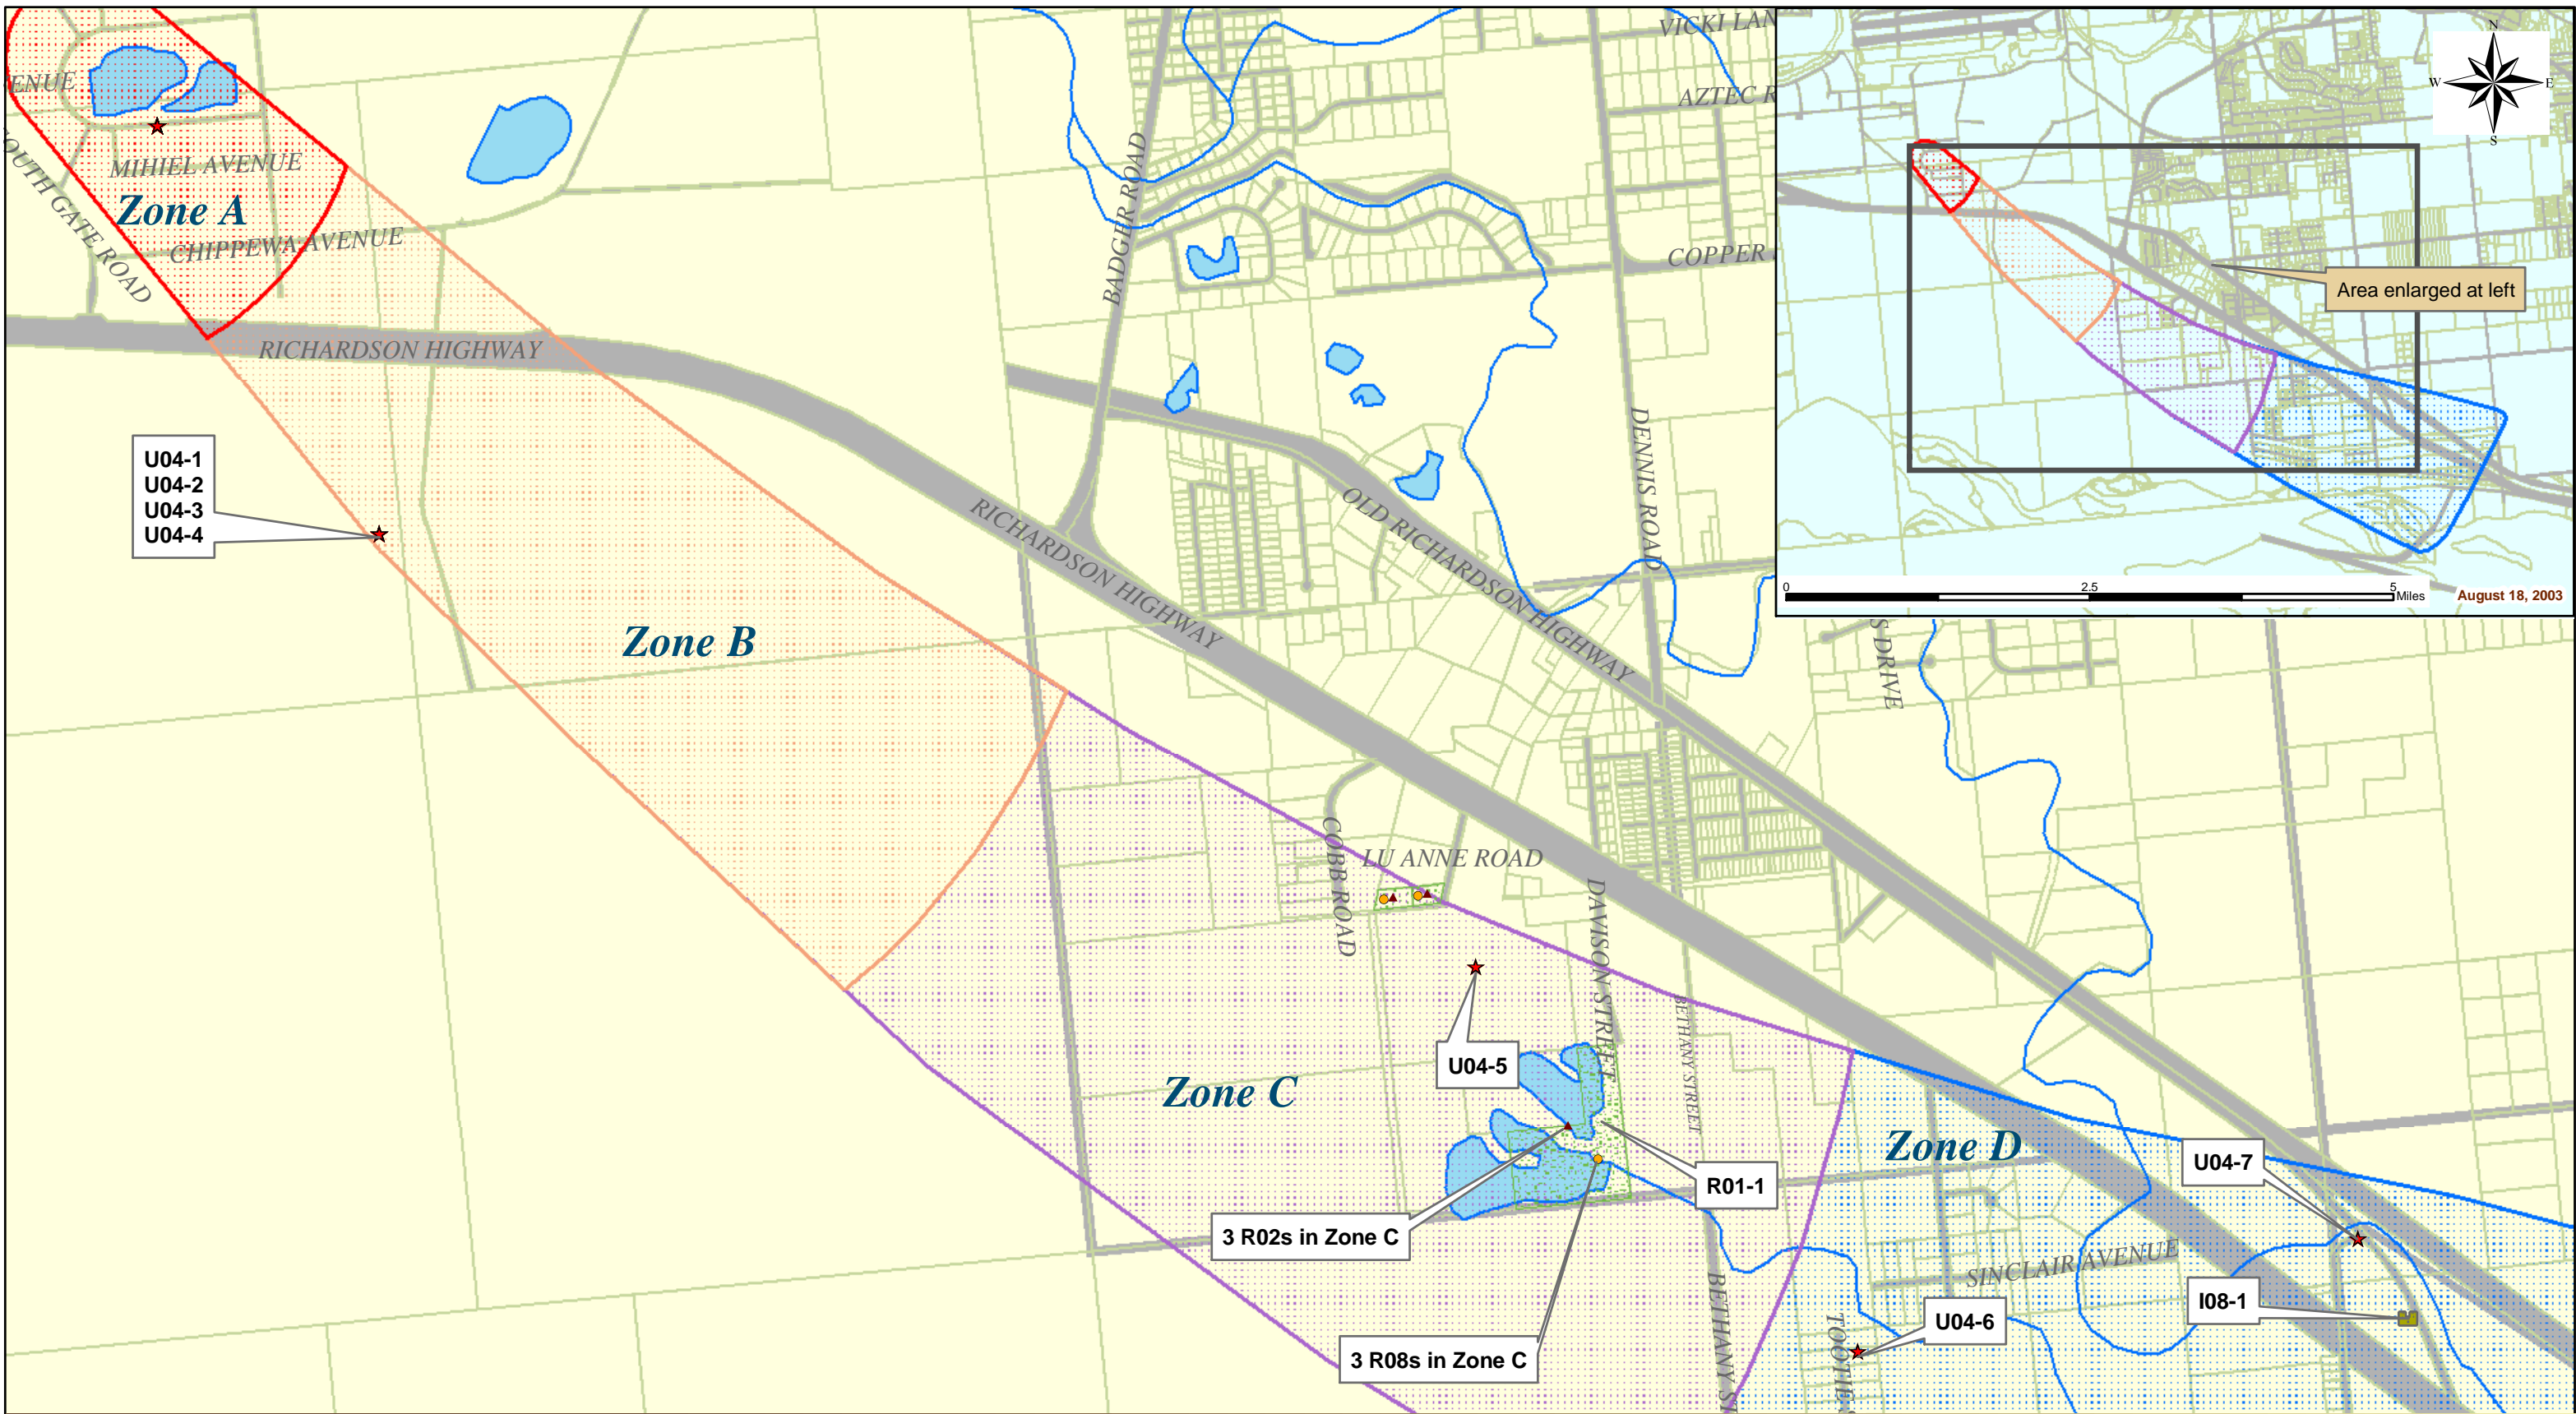 ENUE
MIHIEL AVENUE
Zone A
CHIPPEWA AVENUE
OUTH GATE ROAD
RICHARDSON HIGHWAY
U04-1
U04-2
U04-3
U04-4
Zone B
BADGER ROAD
RICHARDSON HIGHWAY
OLD RICHARDSON HIGHWAY
DENNIS ROAD
VICKI LAN
AZTEC R
COPPER
N
W
E
S
Area enlarged at left
0
2.5
5
Miles
August 18, 2003
S DRIVE
COBB ROAD
LU ANNE ROAD
DAVISON STREET
BETHANY STREET
U04-5
Zone C
R01-1
3 R02s in Zone C
3 R08s in Zone C
BETHANY ST
Zone D
U04-7
SINCLAIR AVENUE
I08-1
U04-6